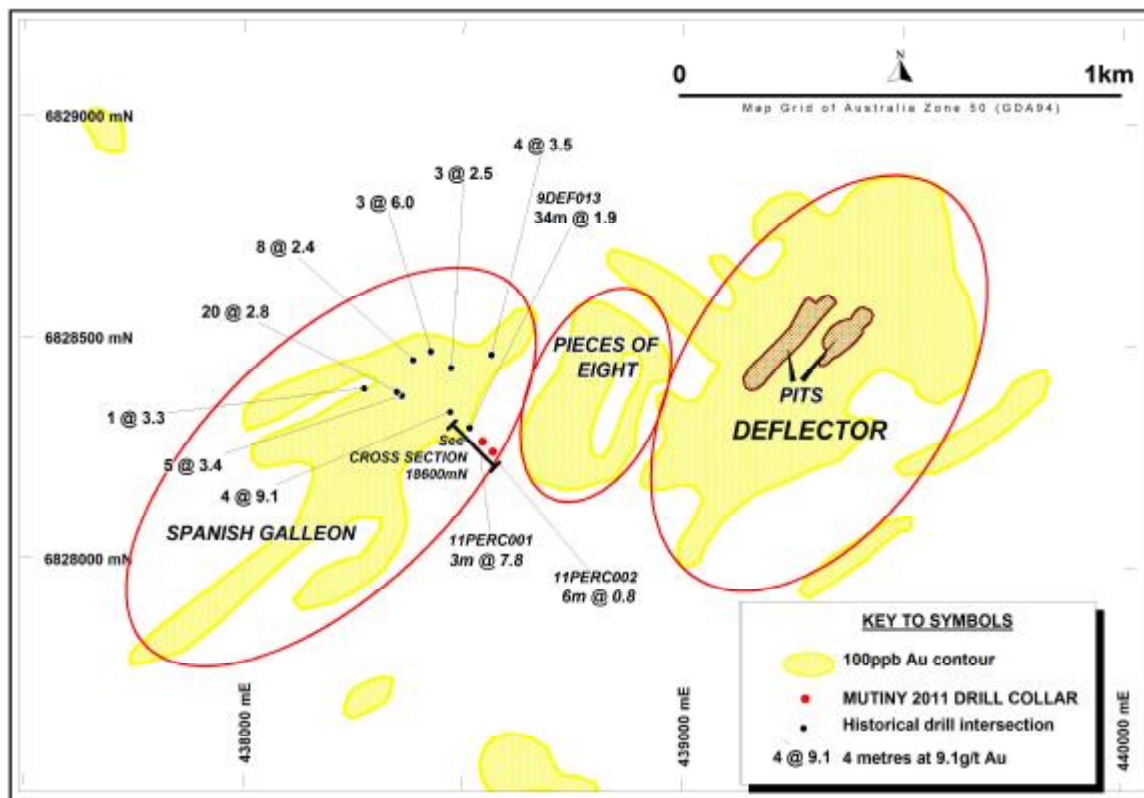 N
0 1km
Map Grid of Australia Zone 50 (GDA94)
6829000 mN
4 @ 3.5
3 @ 2.5
9DEF013
34m @ 1.9
3 @ 6.0
8 @ 2.4
20 @ 2.8
6828500 mN
PIECES OF
EIGHT
PITS
DEFLECTOR
1 @ 3.3
See
CROSS SECTION
18600mN
5 @ 3.4
4 @ 9.1
SPANISH GALLEON
11PERC001
3m @ 7.8
6828000 mN
11PERC002
6m @ 0.8
KEY TO SYMBOLS
100ppb Au contour
MUTINY 2011 DRILL COLLAR
Historical drill intersection
4 @ 9.1 4 metres at 9.1g/t Au
438000 mE
439000 mE
440000 mE